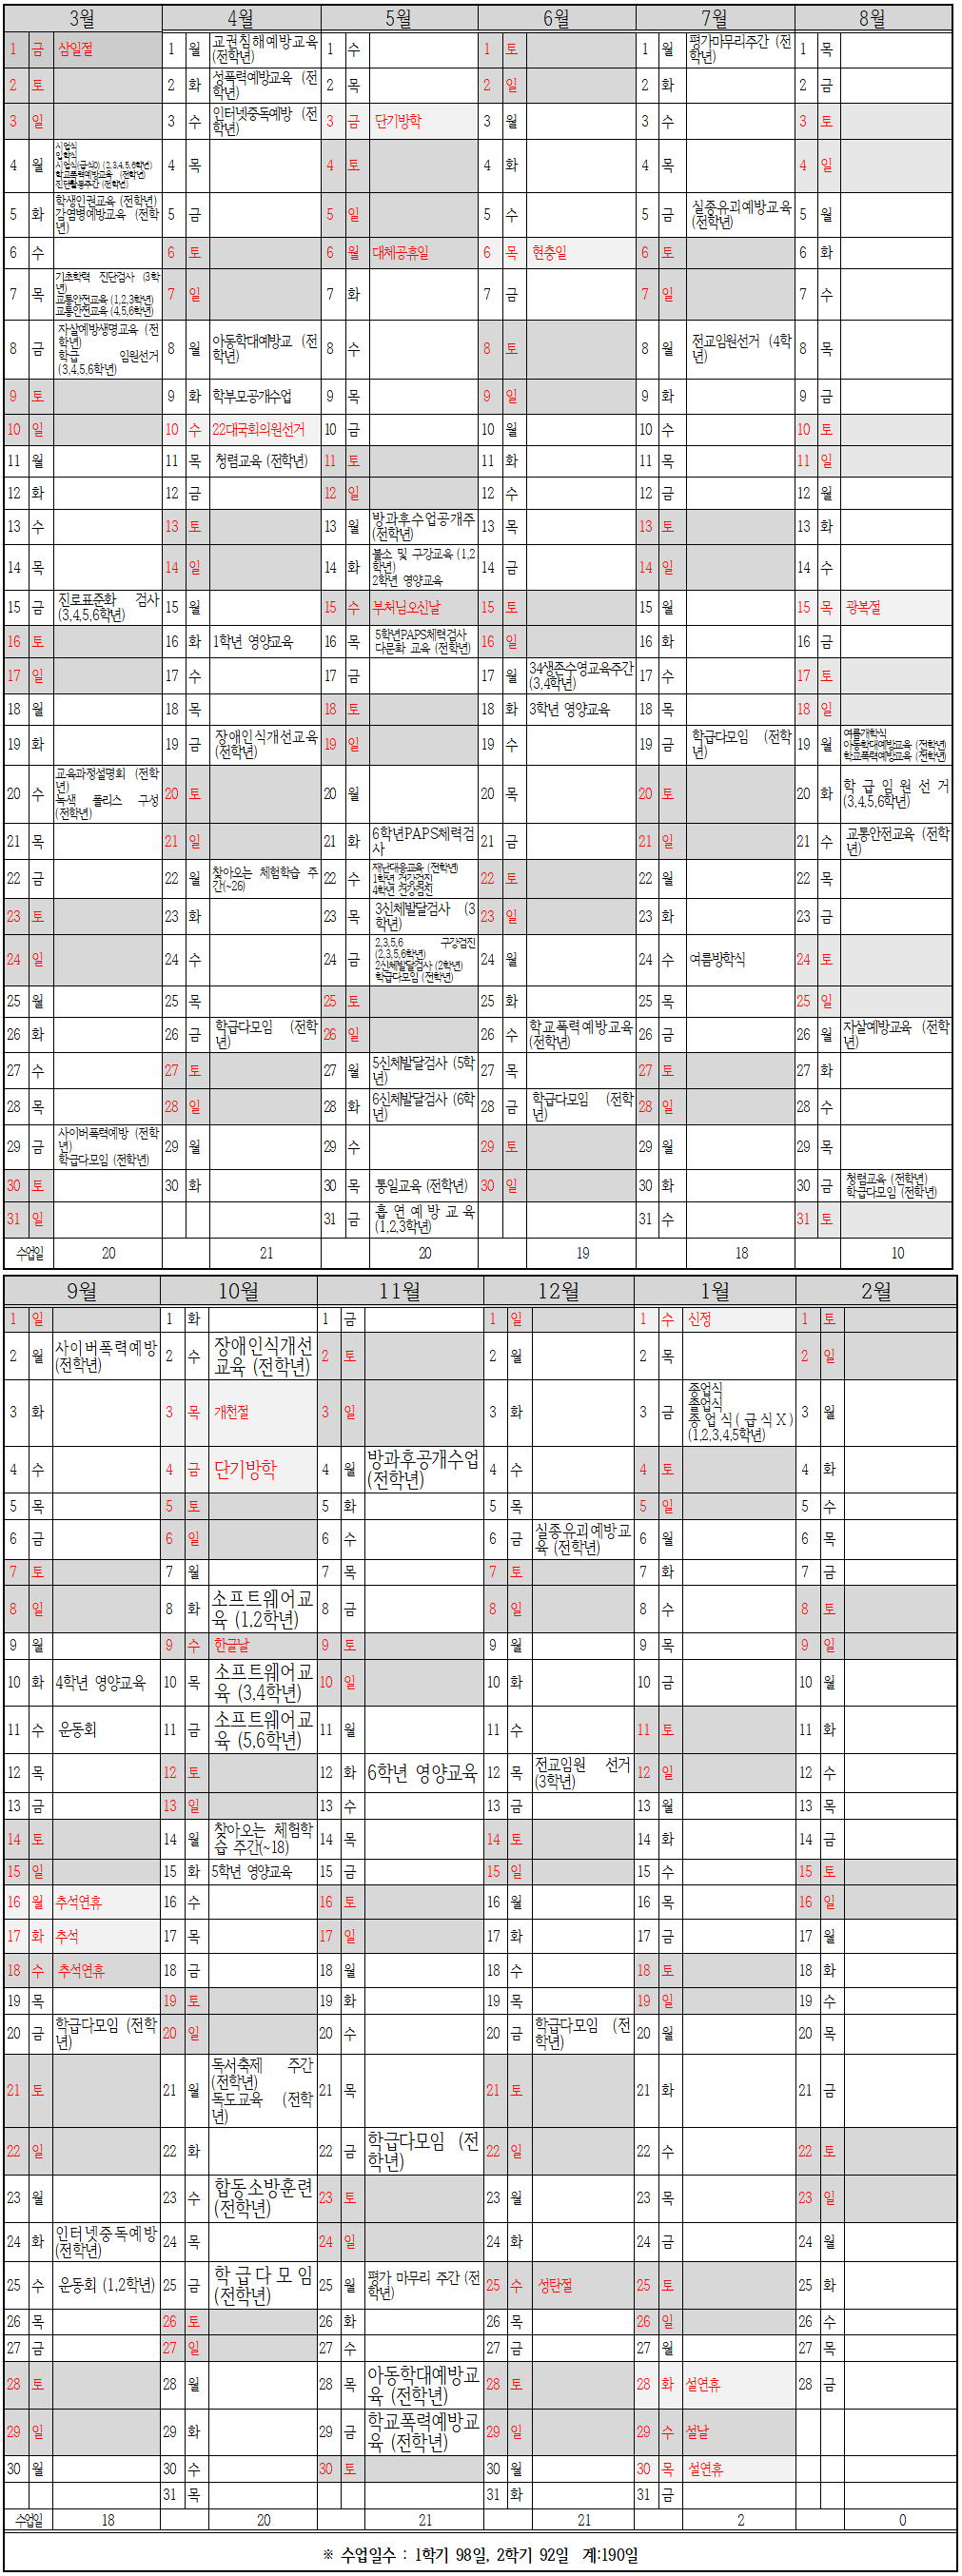 3월 4월 5월 6월 7월 8월
1 금 삼일절 1 월 교권침해예방교육 (전학년) 1 수 1 토 1 월 평가마무리주간 (전학년) 1 목
2 토 2 화 성폭력예방교육 (전학년) 2 목 2 일 2 화 2 금
3 일 3 수 인터넷중독예방 (전학년) 3 금 단기방학 3 월 3 수 3 토
4 월 시업식 입학식 시업식(급식O) (2,3,4,5,6학년) 학교폭력예방교육 (전학년) 진단활동주간 (전학년) 4 목 4 토 4 화 4 목 4 일
5 화 학생인권교육 (전학년) 감염병예방교육 (전학년) 5 금 5 일 5 수 5 금 실종유괴예방교육 (전학년) 5 월
6 수 6 토 6 월 대체공휴일 6 목 현충일 6 토 6 화
7 목 기초학력 진단검사 (3학년) 교통안전교육 (1,2,3학년) 교통안전교육 (4,5,6학년) 7 일 7 화 7 금 7 일 7 수
8 금 자살예방생명교육 (전학년) 학급 임원선거 (3,4,5,6학년) 8 월 아동학대예방교 (전학년) 8 수 8 토 8 월 전교임원선거 (4학년) 8 목
9 토 9 화 학부모공개수업 9 목 9 일 9 화 9 금
10 일 10 수 22대국회의원선거 10 금 10 월 10 수 10 토
11 월 11 목 청렴교육 (전학년) 11 토 11 화 11 목 11 일
12 화 12 금 12 일 12 수 12 금 12 월
13 수 13 토 13 월 방과후수업공개주 (전학년) 13 목 13 토 13 화
14 목 14 일 14 화 불소 및 구강교육 (1,2학년) 2학년 영양교육 14 금 14 일 14 수
15 금 진로표준화 검사 (3,4,5,6학년) 15 월 15 수 부처님오신날 15 토 15 월 15 목 광복절
16 토 16 화 1학년 영양교육 16 목 5학년PAPS체력검사 다문화 교육 (전학년) 16 일 16 화 16 금
17 일 17 수 17 금 17 월 34생존수영교육주간 (3,4학년) 17 수 17 토
18 월 18 목 18 토 18 화 3학년 영양교육 18 목 18 일
19 화 19 금 장애인식개선교육 (전학년) 19 일 19 수 19 금 학급다모임 (전학년) 19 월 여름개학식 아동학대예방교육 (전학년) 학교폭력예방교육 (전학년)
20 수 교육과정설명회 (전학년) 녹색 폴리스 구성 (전학년) 20 토 20 월 20 목 20 토 20 화 학급임원선거 (3,4,5,6학년)
21 목 21 일 21 화 6학년PAPS체력검사 21 금 21 일 21 수 교통안전교육 (전학년)
22 금 22 월 찾아오는 체험학습 주간(~26) 22 수 재난대응교육 (전학년) 1학년 건강검진 4학년 건강검진 22 토 22 월 22 목
23 토 23 화 23 목 3신체발달검사 (3학년) 23 일 23 화 23 금
24 일 24 수 24 금 2,3,5,6 구강검진 (2,3,5,6학년) 2신체발달검사 (2학년) 학급다모임 (전학년) 24 월 24 수 여름방학식 24 토
25 월 25 목 25 토 25 화 25 목 25 일
26 화 26 금 학급다모임 (전학년) 26 일 26 수 학교폭력예방교육 (전학년) 26 금 26 월 자살예방교육 (전학년)
27 수 27 토 27 월 5신체발달검사 (5학년) 27 목 27 토 27 화
28 목 28 일 28 화 6신체발달검사 (6학년) 28 금 학급다모임 (전학년) 28 일 28 수
29 금 사이버폭력예방 (전학년) 학급다모임 (전학년) 29 월 29 수 29 토 29 월 29 목
30 토 30 화 30 목 통일교육 (전학년) 30 일 30 화 30 금 청렴교육 (전학년) 학급다모임 (전학년)
31 일 31 금 흡연예방교육 (1,2,3학년) 31 수 31 토
수업일 20 21 20 19 18 10
9월 10월 11월 12월 1월 2월
1 일 1 화 1 금 1 일 1 수 신정 1 토
2 월 사이버폭력예방 (전학년) 2 수 장애인식개선교육 (전학년) 2 토 2 월 2 목 2 일
3 화 3 목 개천절 3 일 3 화 3 금 종업식 졸업식 종업식(급식X) (1,2,3,4,5학년) 3 월
4 수 4 금 단기방학 4 월 방과후공개수업 (전학년) 4 수 4 토 4 화
5 목 5 토 5 화 5 목 5 일 5 수
6 금 6 일 6 수 6 금 실종유괴예방교육 (전학년) 6 월 6 목
7 토 7 월 7 목 7 토 7 화 7 금
8 일 8 화 소프트웨어교육 (1,2학년) 8 금 8 일 8 수 8 토
9 월 9 수 한글날 9 토 9 월 9 목 9 일
10 화 4학년 영양교육 10 목 소프트웨어교육 (3,4학년) 10 일 10 화 10 금 10 월
11 수 운동회 11 금 소프트웨어교육 (5,6학년) 11 월 11 수 11 토 11 화
12 목 12 토 12 화 6학년 영양교육 12 목 전교임원 선거 (3학년) 12 일 12 수
13 금 13 일 13 수 13 금 13 월 13 목
14 토 14 월 찾아오는 체험학습 주간(~18) 14 목 14 토 14 화 14 금
15 일 15 화 5학년 영양교육 15 금 15 일 15 수 15 토
16 월 추석연휴 16 수 16 토 16 월 16 목 16 일
17 화 추석 17 목 17 일 17 화 17 금 17 월
18 수 추석연휴 18 금 18 월 18 수 18 토 18 화
19 목 19 토 19 화 19 목 19 일 19 수
20 금 학급다모임 (전학년) 20 일 20 수 20 금 학급다모임 (전학년) 20 월 20 목
21 토 21 월 독서축제 주간 (전학년) 독도교육 (전학년) 21 목 21 토 21 화 21 금
22 일 22 화 22 금 학급다모임 (전학년) 22 일 22 수 22 토
23 월 23 수 합동소방훈련 (전학년) 23 토 23 월 23 목 23 일
24 화 인터넷중독예방 (전학년) 24 목 24 일 24 화 24 금 24 월
25 수 운동회 (1,2학년) 25 금 학급다모임 (전학년) 25 월 평가 마무리 주간 (전학년) 25 수 성탄절 25 토 25 화
26 목 26 토 26 화 26 목 26 일 26 수
27 금 27 일 27 수 27 금 27 월 27 목
28 토 28 월 28 목 아동학대예방교육 (전학년) 28 토 28 화 설연휴 28 금
29 일 29 화 29 금 학교폭력예방교육 (전학년) 29 일 29 수 설날
30 월 30 수 30 토 30 월 30 목 설연휴
31 목 31 화 31 금
수업일 18 20 21 21 2 0
※ 수업일수 : 1학기 98일, 2학기 92일 계:190일